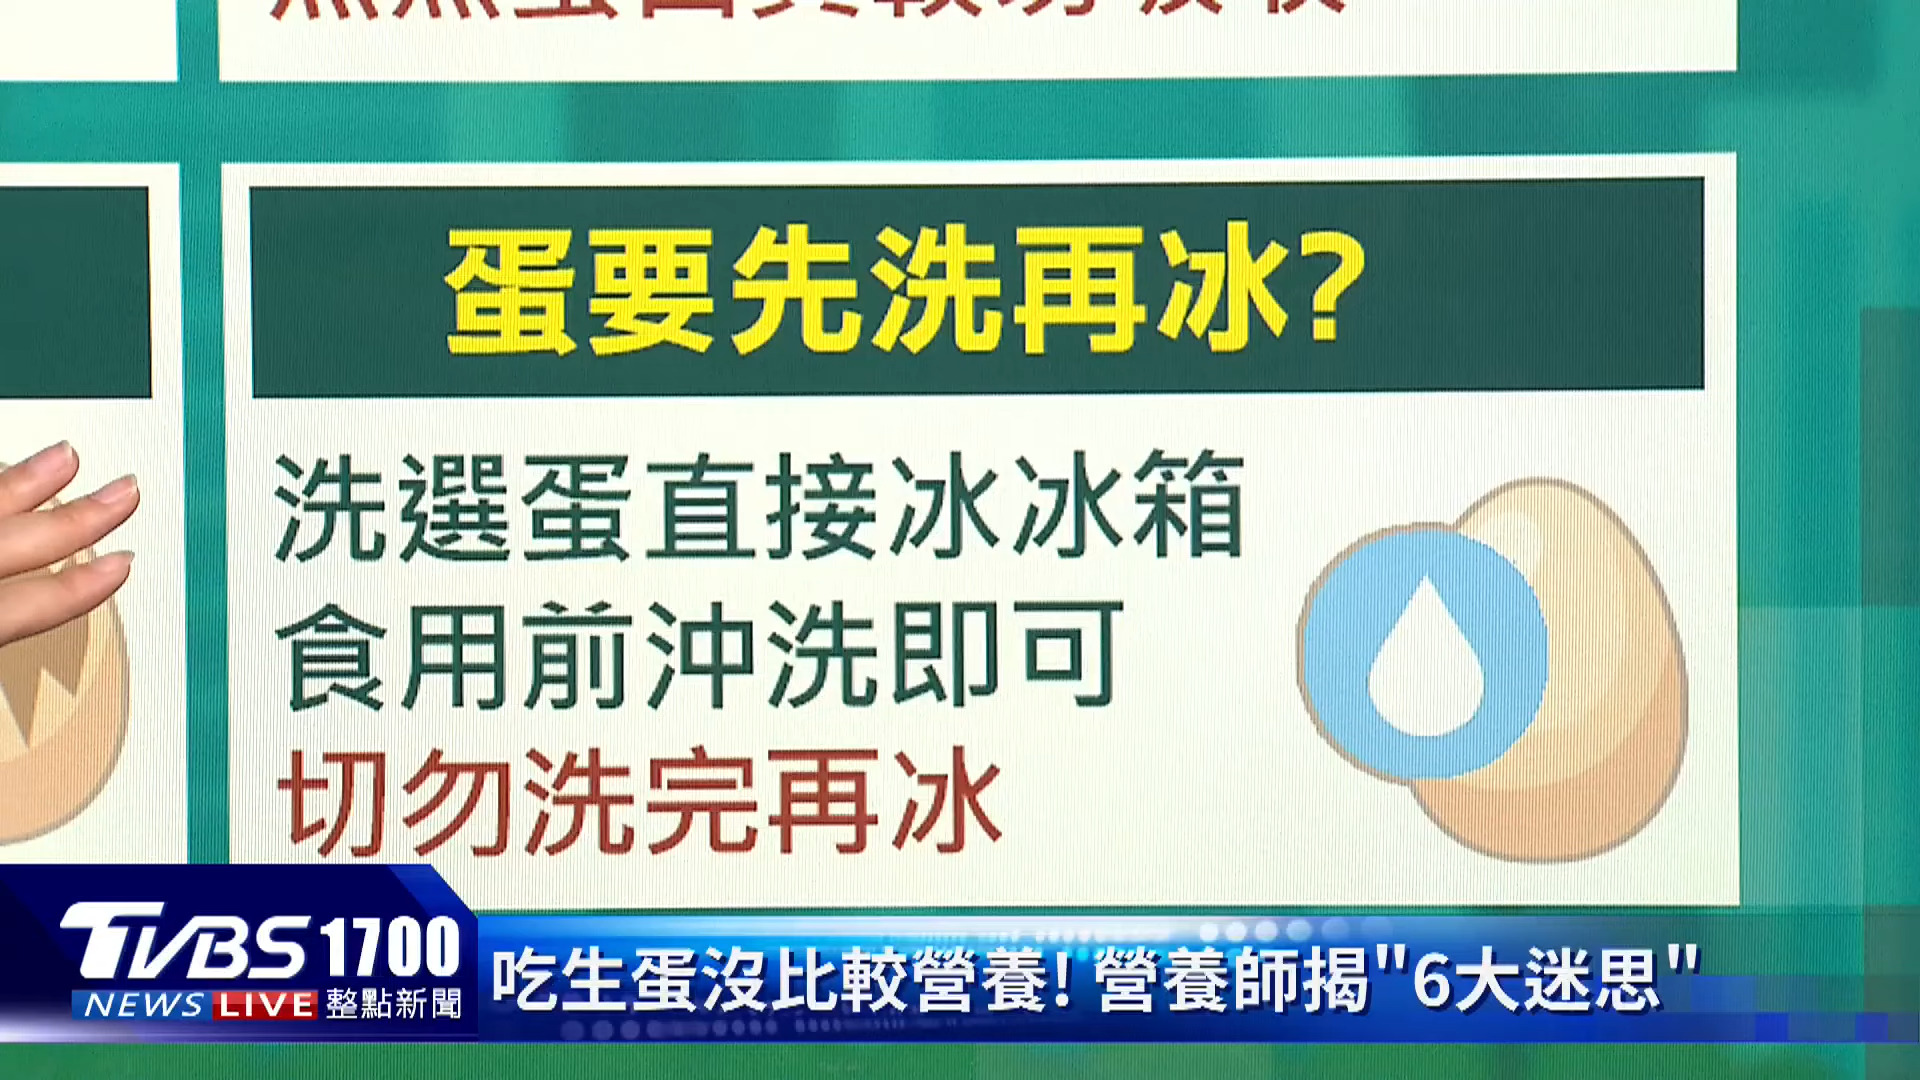 蛋要先洗再冰?
洗選蛋直接冰冰箱
食用前沖洗即可
切勿洗完再冰
TVBS 1700
NEWS LIVE 整點新聞
吃生蛋沒比較營養! 營養師揭"6大迷思"